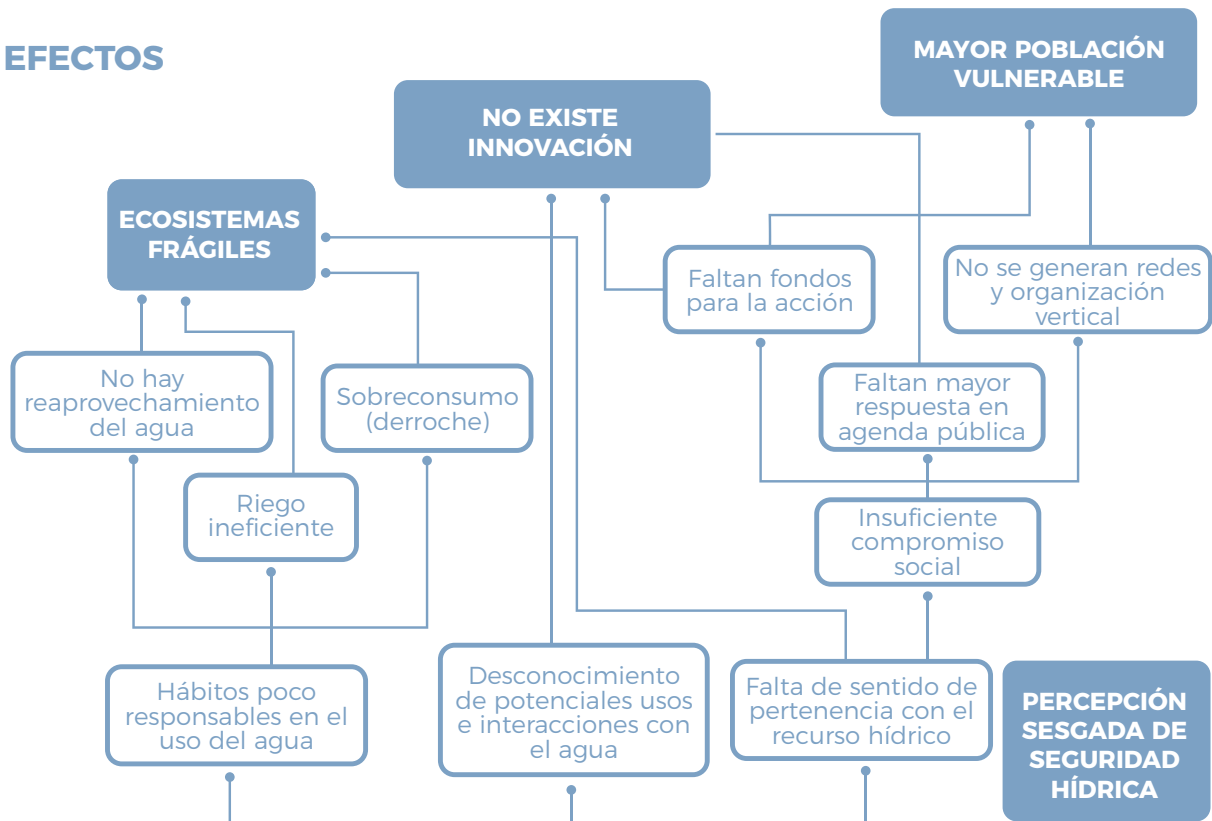 EFECTOS
MAYOR POBLACIÓN
VULNERABLE
NO EXISTE
INNOVACIÓN
ECOSISTEMAS
FRÁGILES
Faltan fondos
para la acción
No se generan redes
y organización
vertical
No hay
reaprovechamiento
del agua
Sobreconsumo
(derroche)
Faltan mayor
respuesta en
agenda pública
Riego
ineficiente
Insuficiente
compromiso
social
Hábitos poco
responsables en el
uso del agua
Desconocimiento
de potenciales usos
e interacciones con
el agua
Falta de sentido de
pertenencia con el
recurso hídrico
PERCEPCIÓN
SESGADA DE
SEGURIDAD
HÍDRICA